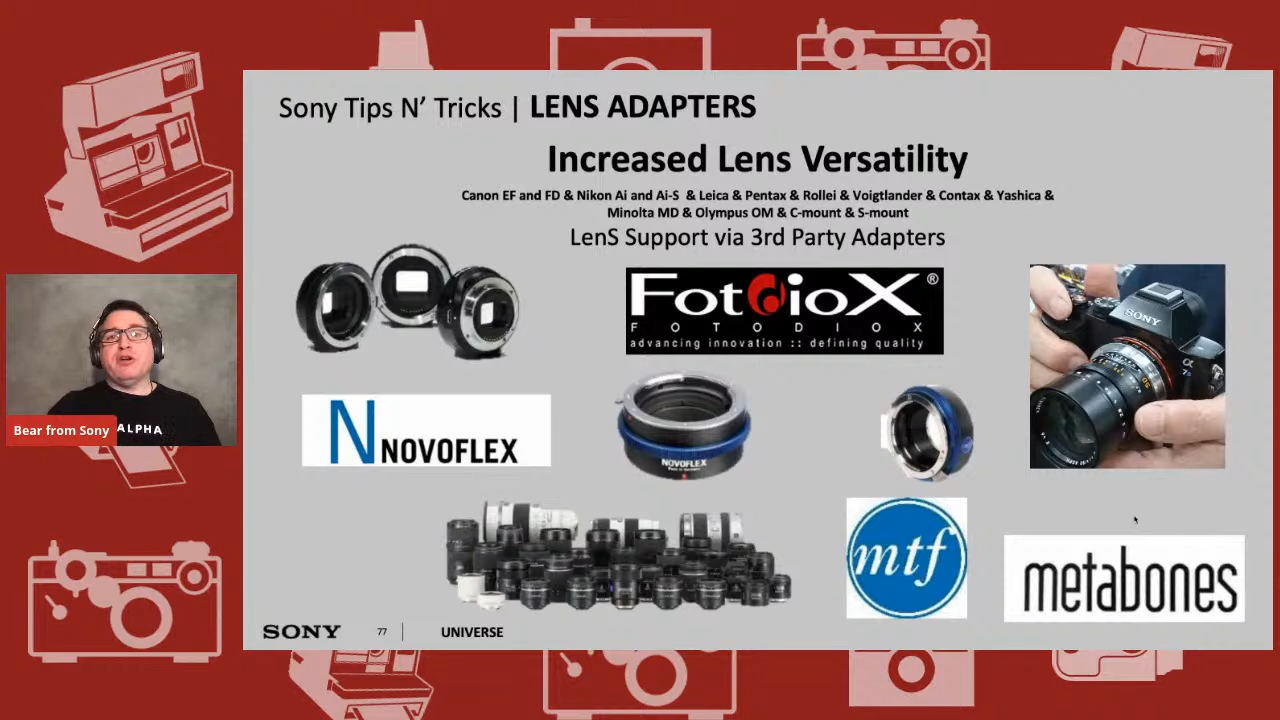 Sony Tips N’ Tricks | LENS ADAPTERS
Increased Lens Versatility
Canon EF and FD & Nikon Ai and Ai-S & Leica & Pentax & Rollei & Voigtlander & Contax & Yashica &
Minolta MD & Olympus OM & C-mount & S-mount
LenS Support via 3rd Party Adapters
FotodioX®
FOTODIOX
advancing innovation :: defining quality
SONY
N NOVOFLEX
NOVOFLEX
Bear from Sony
ALPHA
mtf
metabones
SONY 77 | UNIVERSE